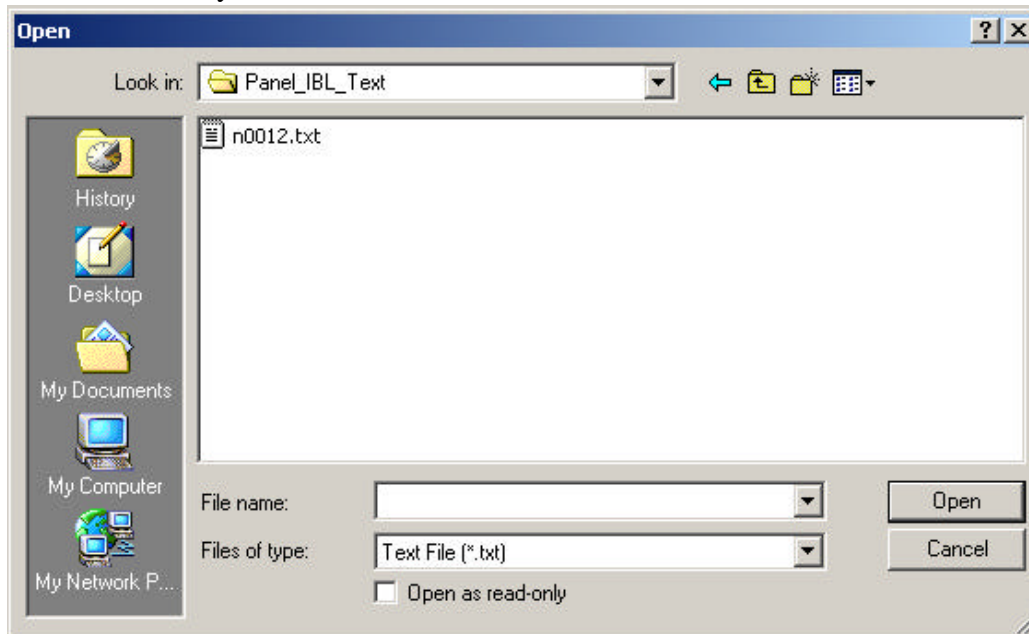 Open
Look in: Panel_IBL_Text
n0012.txt
History
Desktop
My Documents
My Computer
My Network P...
File name:
Open
Files of type: Text File (*.txt)
Cancel
Open as read-only